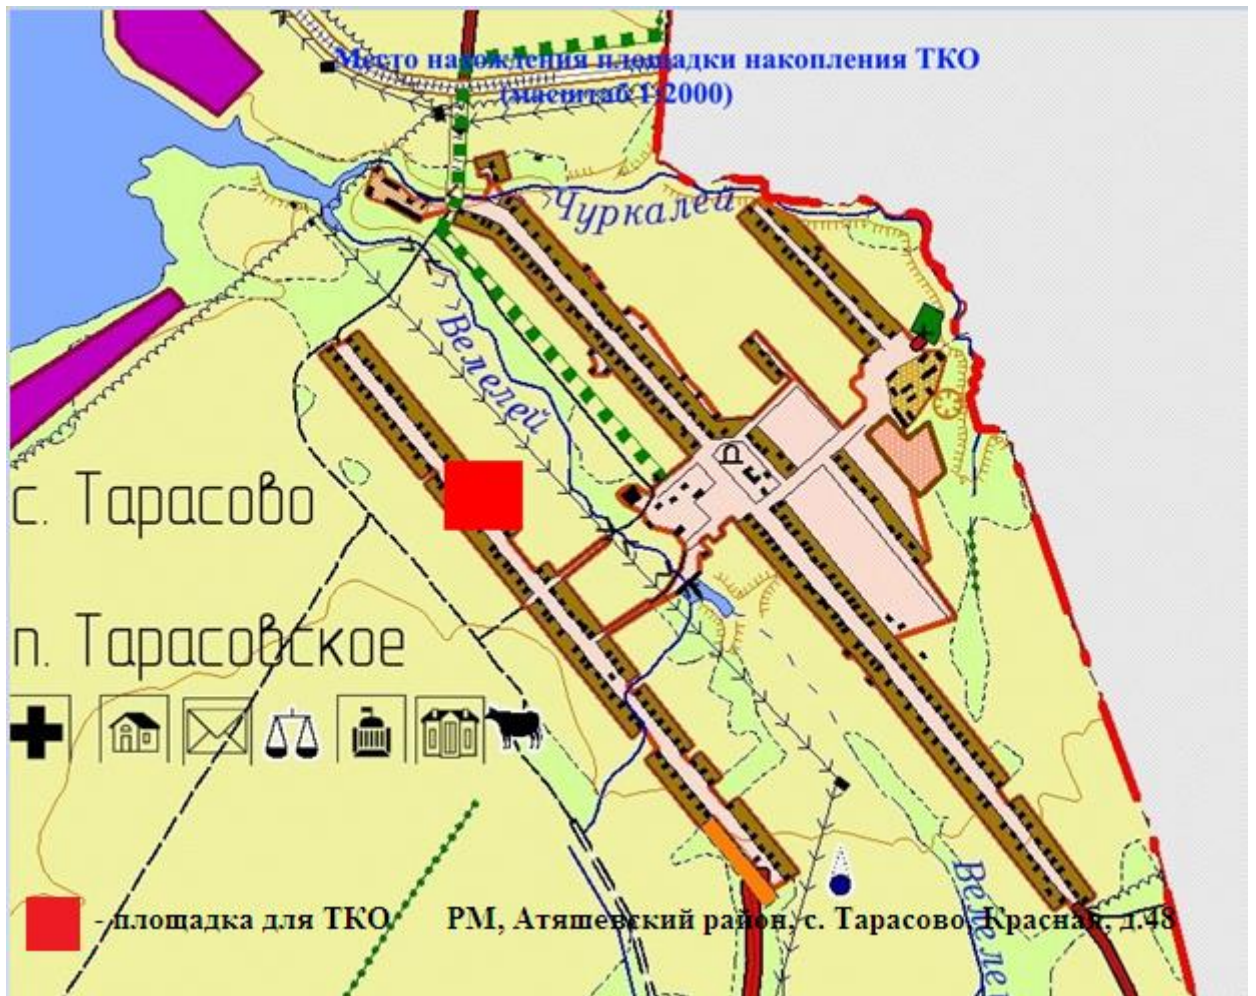 Место нахождения площадки накопления ТКО
(масштаб 1:2000)
Чуркалей
Велелей
с. Тарасово
п. Тарасовское
Р
Велелей
- площадка для ТКО РМ, Атяшевский район, с. Тарасово, Красная, д.48